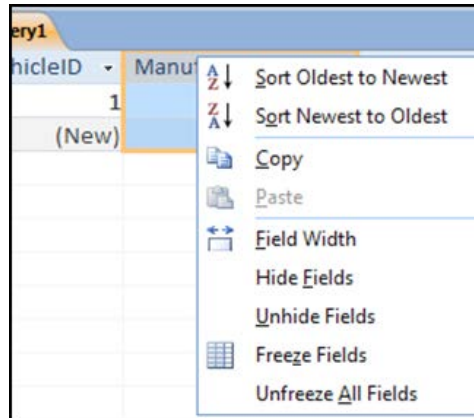 ery1
hicleID Manu
Sort Oldest to Newest
1
Sort Newest to Oldest
(New)
Copy
Paste
Field Width
Hide Fields
Unhide Fields
Freeze Fields
Unfreeze All Fields